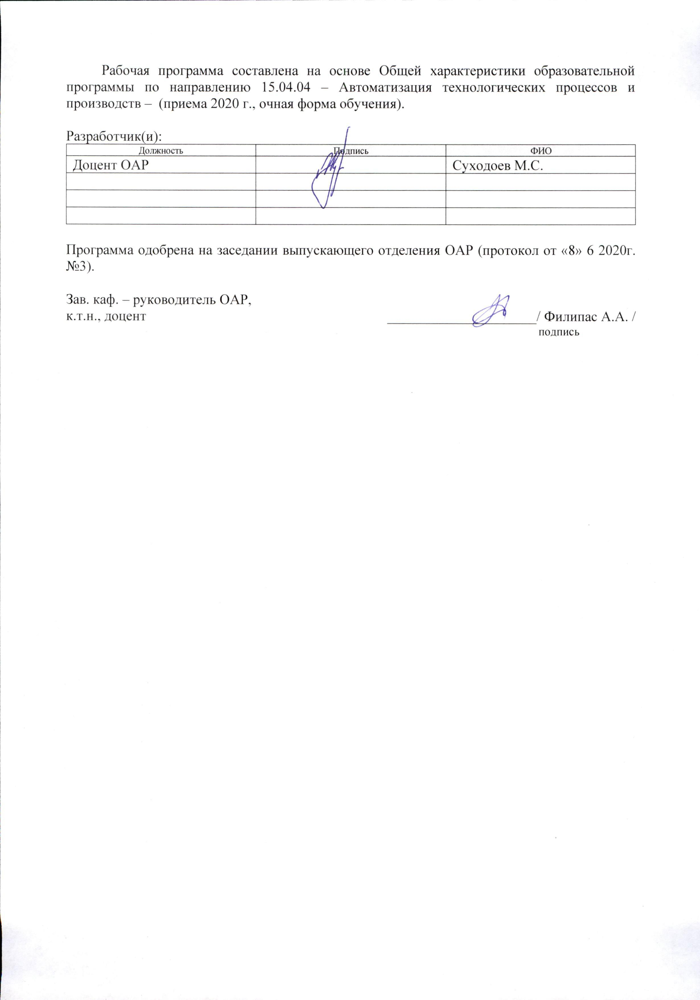 Рабочая программа составлена на основе Общей характеристики образовательной
программы по направлению 15.04.04 – Автоматизация технологических процессов и
производств – (приема 2020 г., очная форма обучения).
Разработчик(и):
Должность Подпись ФИО
Доцент ОАР Суходоев М.С.
Программа одобрена на заседании выпускающего отделения ОАР (протокол от «8» 6 2020г.
№3).
Зав. каф. – руководитель ОАР,
к.т.н., доцент / Филипас А.А. /
подпись